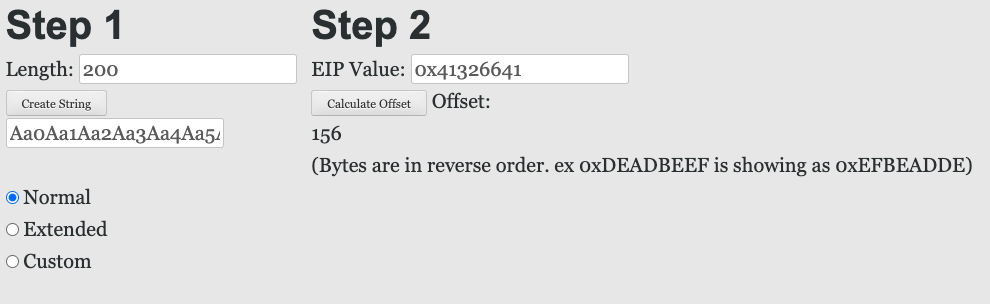 Step 1
Length: 200
Create String
Aa0Aa1Aa2Aa3Aa4Aa5A
Normal
Extended
Custom
Step 2
EIP Value: 0x41326641
Calculate Offset Offset:
156
(Bytes are in reverse order. ex 0xDEADBEEF is showing as 0xEFBEADDE)